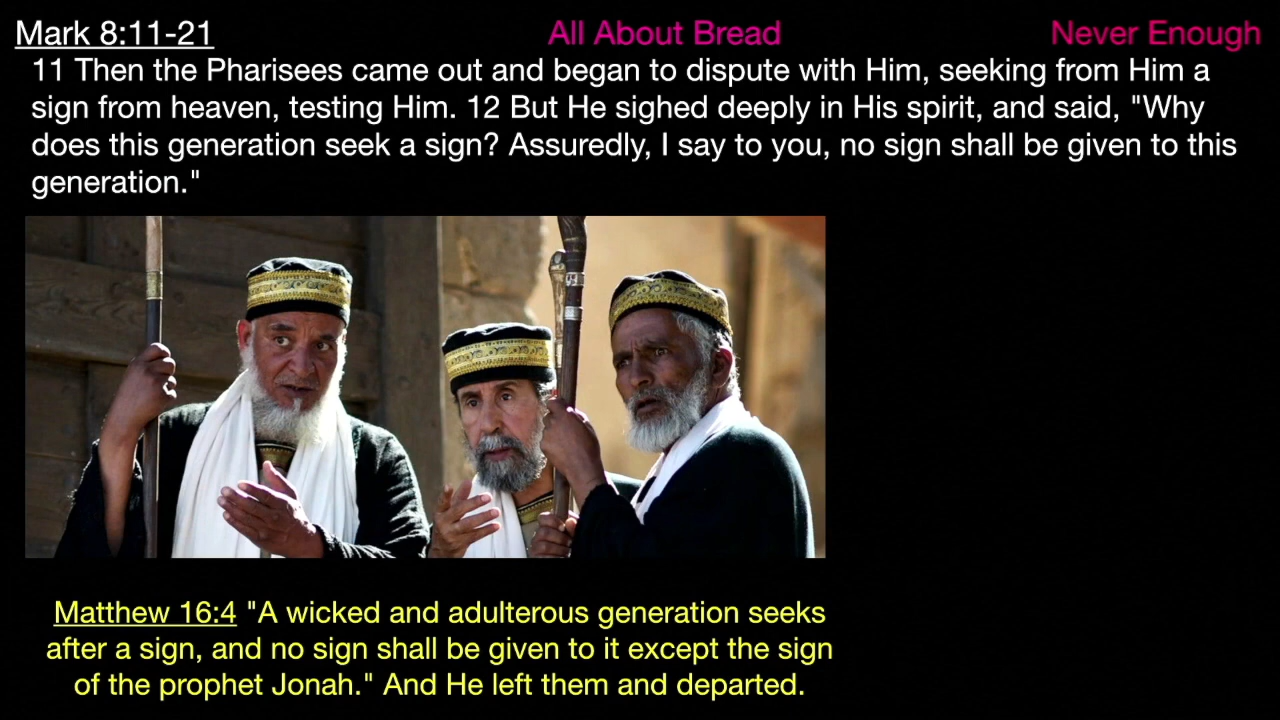 Mark 8:11-21 All About Bread Never Enough
11 Then the Pharisees came out and began to dispute with Him, seeking from Him a
sign from heaven, testing Him. 12 But He sighed deeply in His spirit, and said, "Why
does this generation seek a sign? Assuredly, I say to you, no sign shall be given to this
generation."
Matthew 16:4 "A wicked and adulterous generation seeks
after a sign, and no sign shall be given to it except the sign
of the prophet Jonah." And He left them and departed.